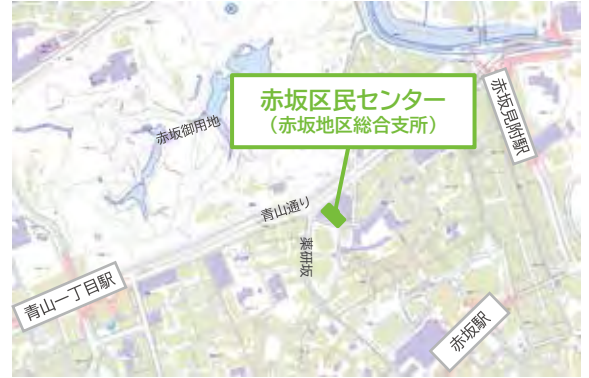 赤坂区民センター
（赤坂地区総合支所）
赤坂見附駅
赤坂御用地
青山通り
薬研坂
青山一丁目駅
赤坂駅